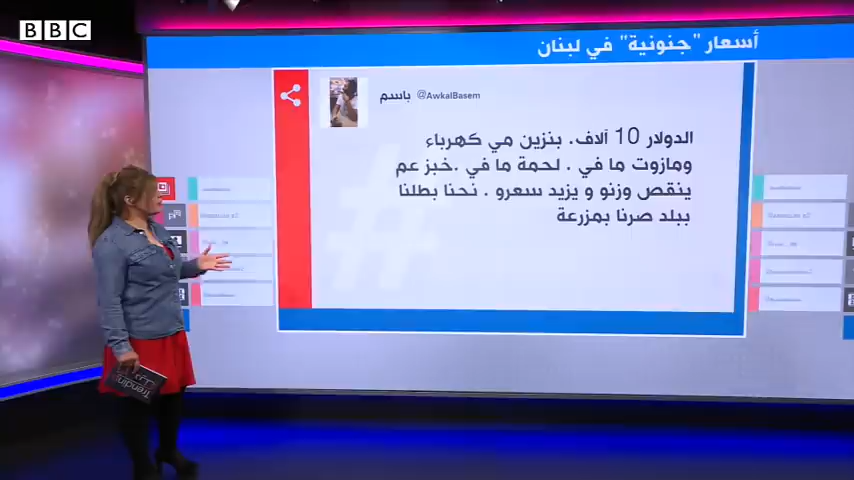 BBC
أسعار "جنونية" في لبنان
باسم @AwkalBasem
الدولار 10 آلاف. بنزين مي كهرباء
ومازوت ما في . لحمة ما في .خبز عم
ينقص وزنو و يزيد سعرو . نحنا بطلنا
ببلد صرنا بمزرعة
#
Trending